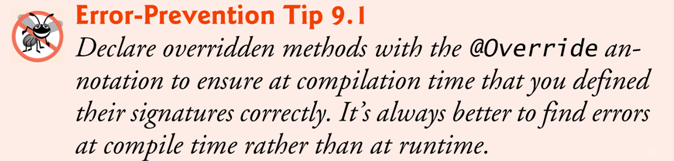 Error-Prevention Tip 9.1
Declare overridden methods with the @Override an-
notation to ensure at compilation time that you defined
their signatures correctly. It's always better to find errors
at compile time rather than at runtime.